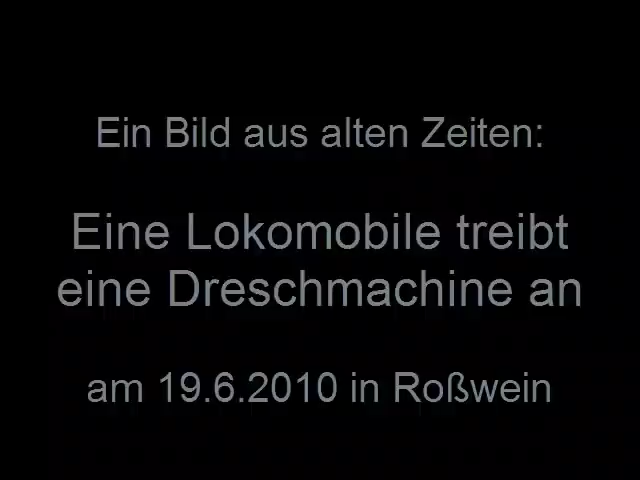 Ein Bild aus alten Zeiten:
Eine Lokomobile treibt
eine Dreschmachine an
am 19.6.2010 in Roßwein